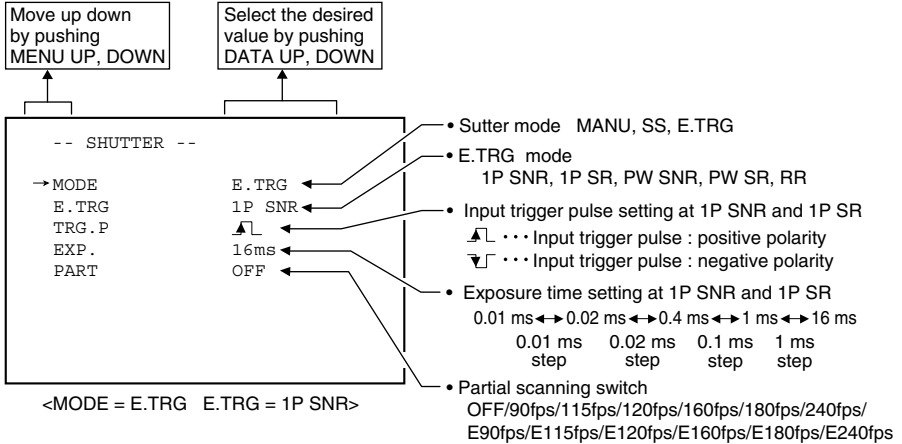 Move up down
by pushing
MENU UP, DOWN
Select the desired
value by pushing
DATA UP, DOWN
-- SHUTTER --
→MODE E.TRG
E.TRG 1P SNR
TRG.P
EXP. 16ms
PART OFF
<MODE = E.TRG E.TRG = 1P SNR>
• Sutter mode MANU, SS, E.TRG
• E.TRG mode
1P SNR, 1P SR, PW SNR, PW SR, RR
• Input trigger pulse setting at 1P SNR and 1P SR
・・・Input trigger pulse : positive polarity
・・・Input trigger pulse : negative polarity
• Exposure time setting at 1P SNR and 1P SR
0.01 ms↔0.02 ms↔0.4 ms↔1 ms↔16 ms
0.01 ms 0.02 ms 0.1 ms 1 ms
step step step step
• Partial scanning switch
OFF/90fps/115fps/120fps/160fps/180fps/240fps/
E90fps/E115fps/E120fps/E160fps/E180fps/E240fps